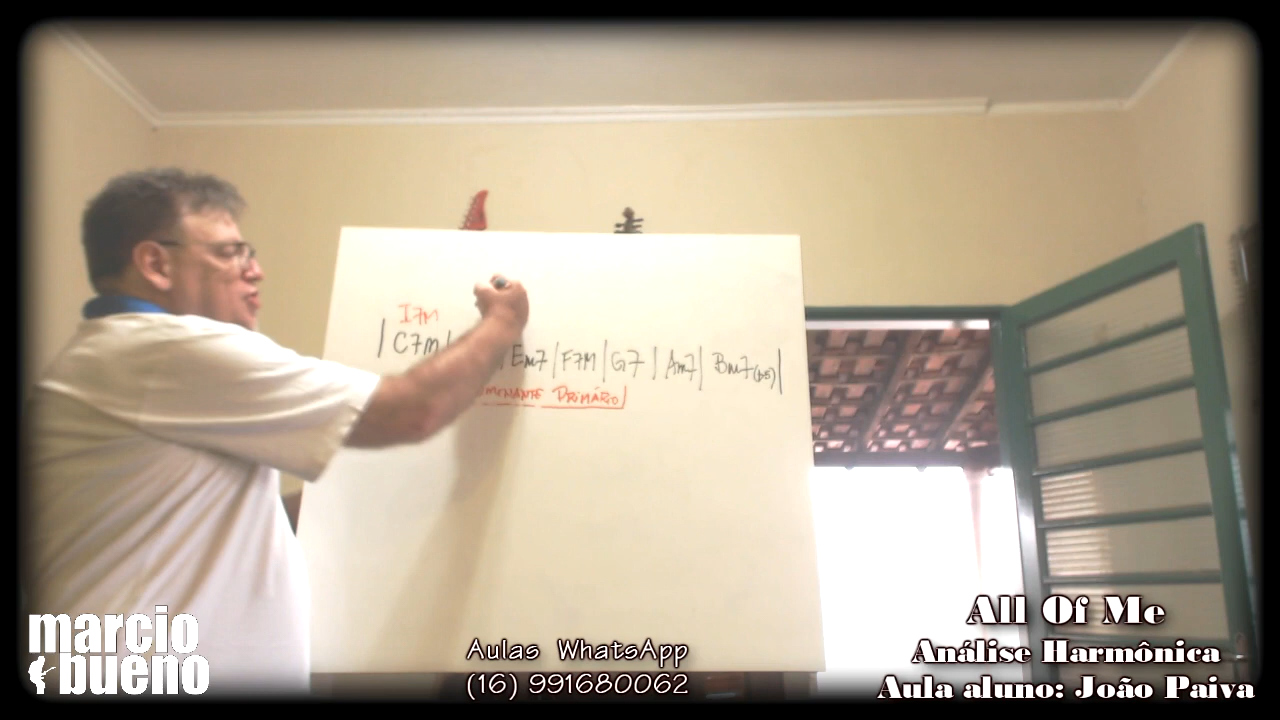 I7M
| C7M | | Em7 | F7M | G7 | Am7 | Bm7(b5) |
PRIMÁRIO
marcio
bueno
Aulas WhatsApp
(16) 991680062
All Of Me
Análise Harmônica
Aula aluno: João Paiva